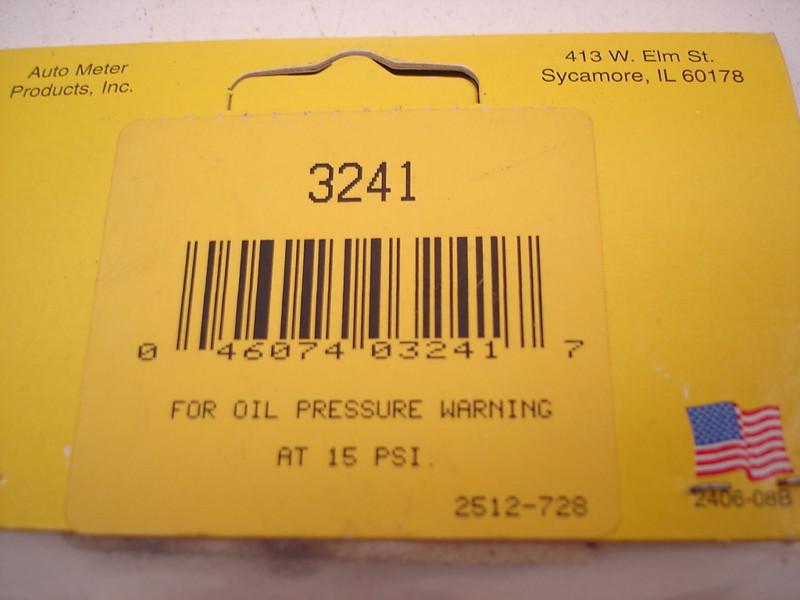 Auto Meter
Products, Inc.
413 W. Elm St.
Sycamore, IL 60178
3241
0 46074 03241 7
FOR OIL PRESSURE WARNING
AT 15 PSI.
2512-728
2406-08B